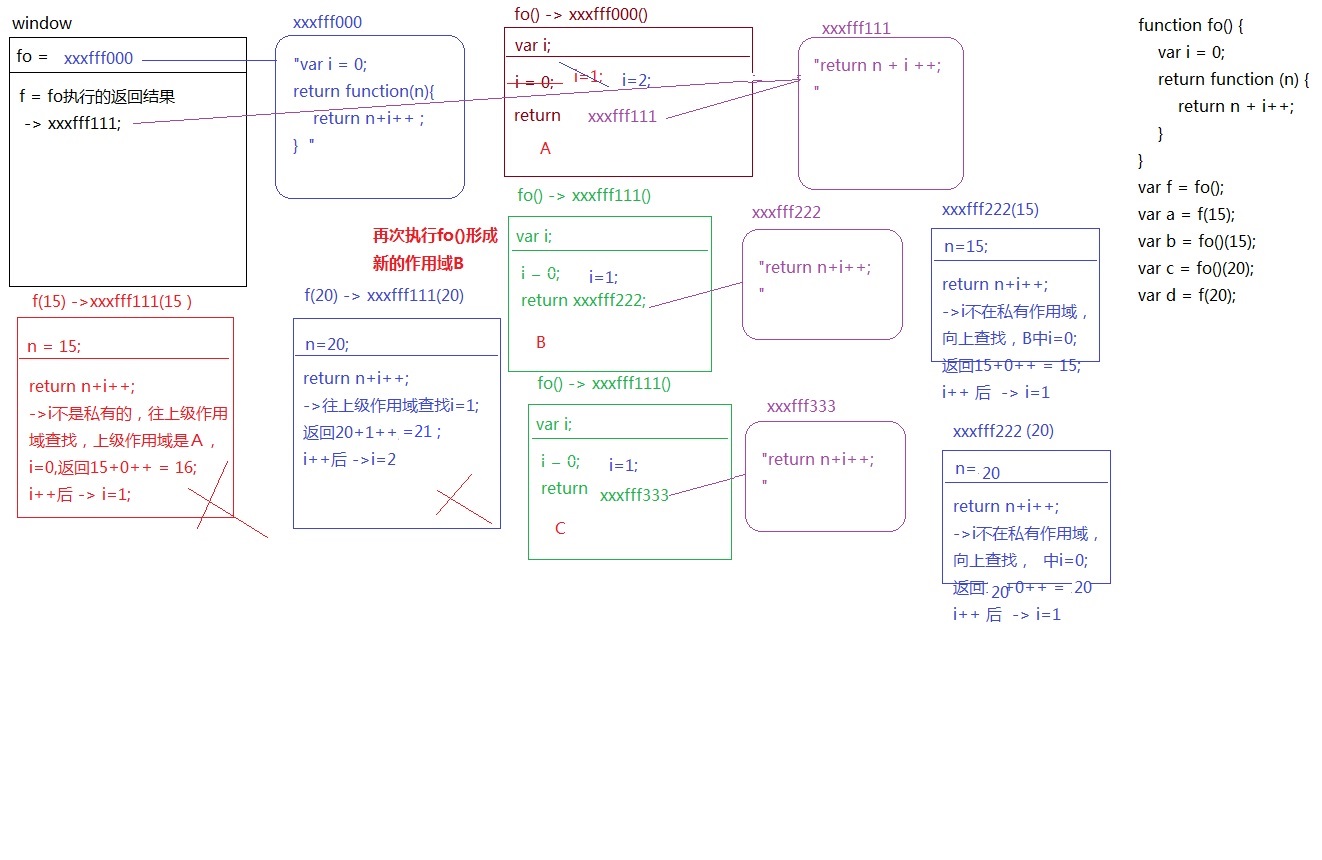 window
fo = xxxfff000
f = fo执行的返回结果
-> xxxfff111;
xxxfff000
"var i = 0;
return function(n){
return n+i++ ;
} "
fo() -> xxxfff000()
var i;
i = 0; i=1; i=2;
return xxxfff111
A
xxxfff111
"return n + i ++;
"
function fo() {
var i = 0;
return function (n) {
return n + i++;
}
}
var f = fo();
var a = f(15);
var b = fo()(15);
var c = fo()(20);
var d = f(20);
f(15) ->xxxfff111(15 )
n = 15;
return n+i++;
->i不是私有的，往上级作用
域查找，上级作用域是A，
i=0,返回15+0++ = 16;
i++后 -> i=1;
再次执行fo()形成
新的作用域B
f(20) -> xxxfff111(20)
n=20;
return n+i++;
->往上级作用域查找i=1;
返回20+1++ =21 ;
i++后 ->i=2
fo() -> xxxfff111()
var i;
i = 0; i=1;
return xxxfff222;
B
xxxfff222
"return n+i++;
"
xxxfff222(15)
n=15;
return n+i++;
->i不在私有作用域，
向上查找，B中i=0;
返回15+0++ = 15;
i++ 后 -> i=1
fo() -> xxxfff111()
var i;
i = 0; i=1;
return xxxfff333
C
xxxfff333
"return n+i++;
"
xxxfff222 (20)
n= 20
return n+i++;
->i不在私有作用域，
向上查找， 中i=0;
返回 20+0++ = 20
i++ 后 -> i=1